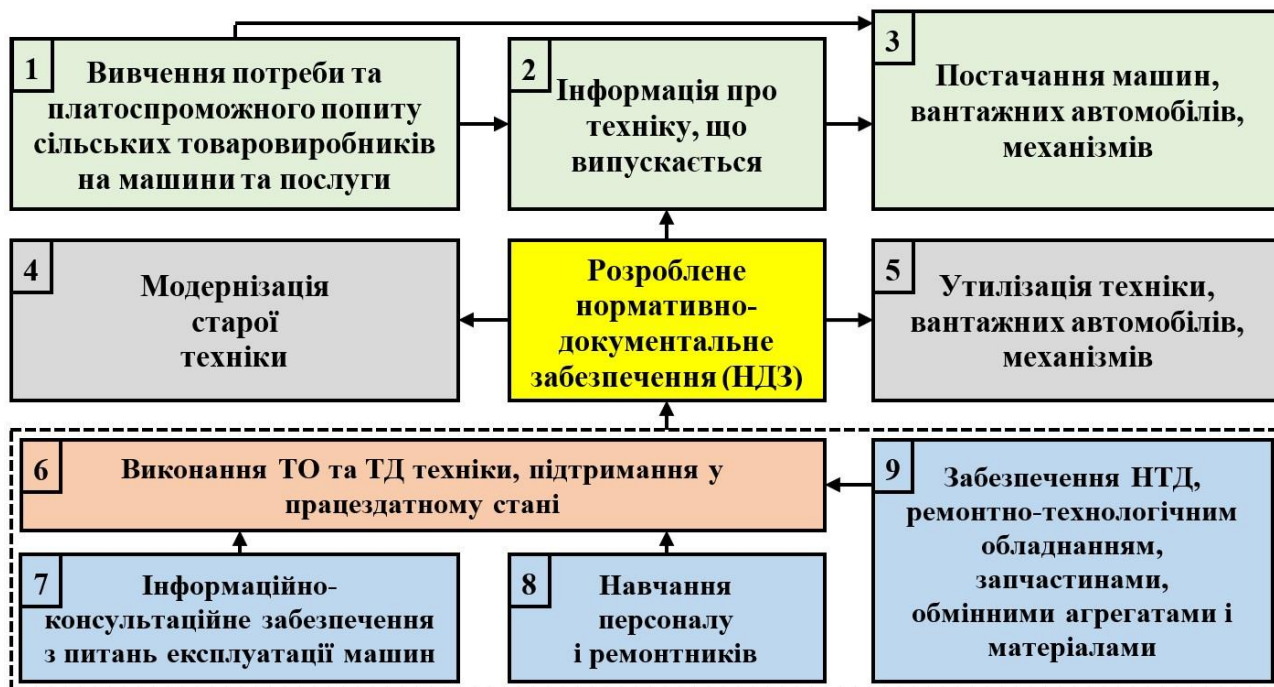 1
Вивчення потреби та
платоспроможного попиту
сільських товаровиробників
на машини та послуги
2
Інформація про
техніку, що
випускається
3
Постачання машин,
вантажних автомобілів,
механізмів
4
Модернізація
старої
техніки
Розроблене
нормативно-
документальне
забезпечення (НДЗ)
5
Утилізація техніки,
вантажних автомобілів,
механізмів
6
Виконання ТО та ТД техніки, підтримання у
працездатному стані
7
Інформаційно-
консультаційне забезпечення
з питань експлуатації машин
8
Навчання
персоналу
і ремонтників
9
Забезпечення НТД,
ремонтно-технологічним
обладнанням,
запчастинами,
обмінними агрегатами і
матеріалами